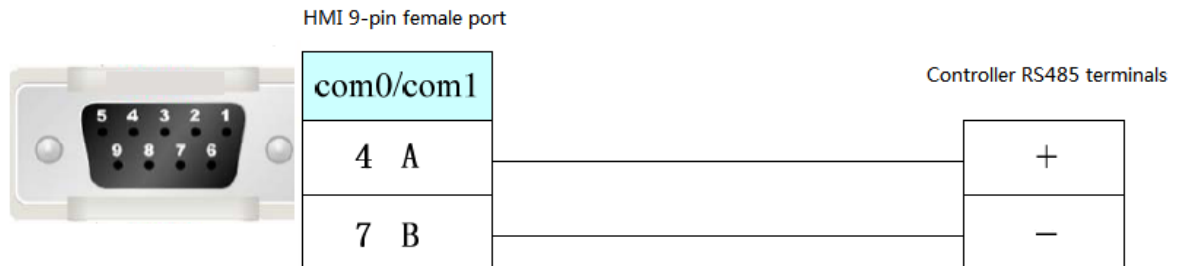 HMI 9-pin female port
com0/com1
Controller RS485 terminals
5 4 3 2 1
9 8 7 6
4 A
+
7 B
−